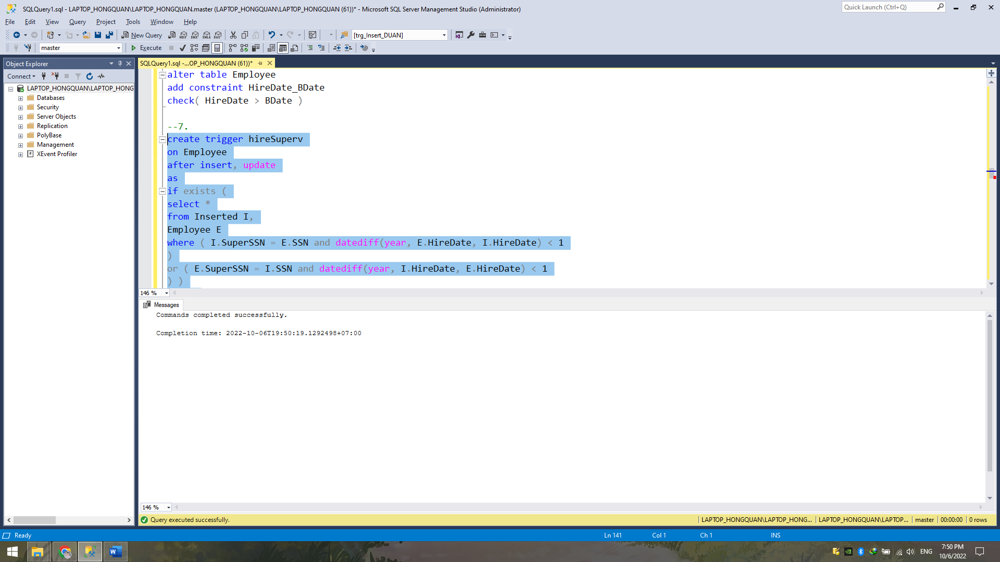 SQLQuery1.sql - LAPTOP_HONGQUAN\LAPTOP_HONGQUAN.master (LAPTOP_HONGQUAN\LAPTOP_HONGQUAN (61))* - Microsoft SQL Server Management Studio (Administrator)
Quick Launch (Ctrl+Q)
File Edit View Query Project Tools Window Help
New Query MDX DMX XMLA DAX [trg_Insert_DUAN]
master Execute
Object Explorer
SQLQuery1.sql -...OP_HONGQUAN (61))*
Connect
LAPTOP_HONGQUAN\LAPTOP_HONG
Databases
Security
Server Objects
Replication
PolyBase
Management
XEvent Profiler
alter table Employee
add constraint HireDate_BDate
check( HireDate > BDate )
--7.
create trigger hireSuperv
on Employee
after insert, update
as
if exists (
select *
from Inserted I,
Employee E
where ( I.SuperSSN = E.SSN and datediff(year, E.HireDate, I.HireDate) < 1
)
or ( E.SuperSSN = I.SSN and datediff(year, I.HireDate, E.HireDate) < 1
) )
146 %
Messages
Commands completed successfully.
Completion time: 2022-10-06T19:50:19.1292498+07:00
146 %
Query executed successfully.
LAPTOP_HONGQUAN\LAPTOP_HONG... LAPTOP_HONGQUAN\LAPTOP... master 00:00:00 0 rows
Ready Ln 141 Col 1 Ch 1 INS
ENG
7:50 PM
10/6/2022